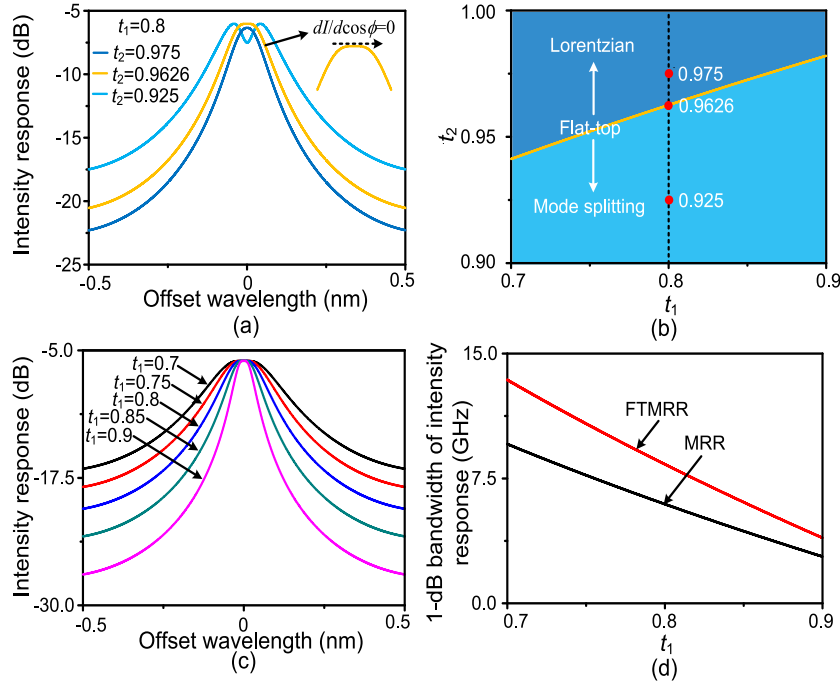 Intensity response (dB)
-5
-10
-15
-20
-25
t1=0.8
t2=0.975
t2=0.9626
t2=0.925
dI/dcosϕ=0
-0.5
0
0.5
Offset wavelength (nm)
(a)
t2
1.00
0.95
0.90
Lorentzian
Flat-top
Mode splitting
0.975
0.9626
0.925
0.7
0.8
0.9
t1
(b)
Intensity response (dB)
-5.0
-17.5
-30.0
t1=0.7
t1=0.75
t1=0.8
t1=0.85
t1=0.9
-0.5
0
0.5
Offset wavelength (nm)
(c)
1-dB bandwidth of intensity
response (GHz)
15.0
7.5
0.0
FTMRR
MRR
0.7
0.8
0.9
t1
(d)